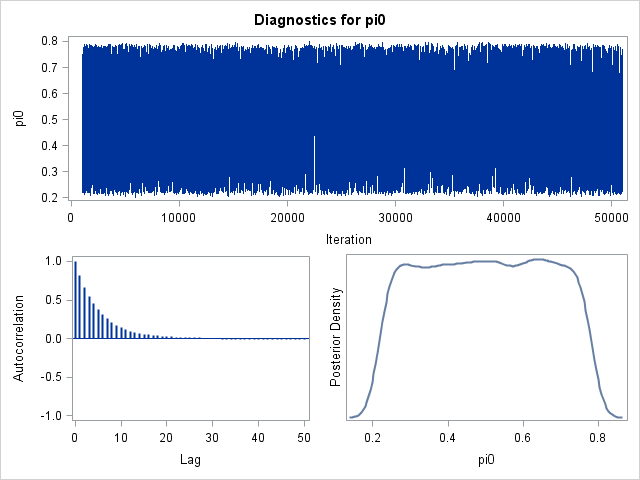 Diagnostics for pi0
pi0
0.8
0.7
0.6
0.5
0.4
0.3
0.2
0 10000 20000 30000 40000 50000
Iteration
Autocorrelation
1.0
0.5
0.0
-0.5
-1.0
0 10 20 30 40 50
Lag
Posterior Density
0.2 0.4 0.6 0.8
pi0